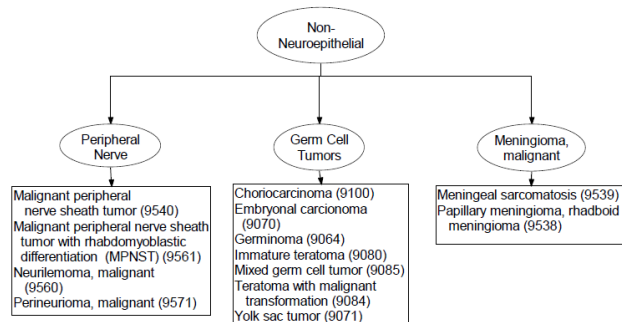 Non-
Neuroepithelial
Peripheral
Nerve
Germ Cell
Tumors
Meningioma,
malignant
Malignant peripheral
nerve sheath tumor (9540)
Malignant peripheral nerve sheath
tumor with rhabdomyoblastic
differentiation (MPNST) (9561)
Neurilemoma, malignant
(9560)
Perineurioma, malignant (9571)
Choriocarcinoma (9100)
Embryonal carcionoma
(9070)
Germinoma (9064)
Immature teratoma (9080)
Mixed germ cell tumor (9085)
Teratoma with malignant
transformation (9084)
Yolk sac tumor (9071)
Meningeal sarcomatosis (9539)
Papillary meningioma, rhadboid
meningioma (9538)